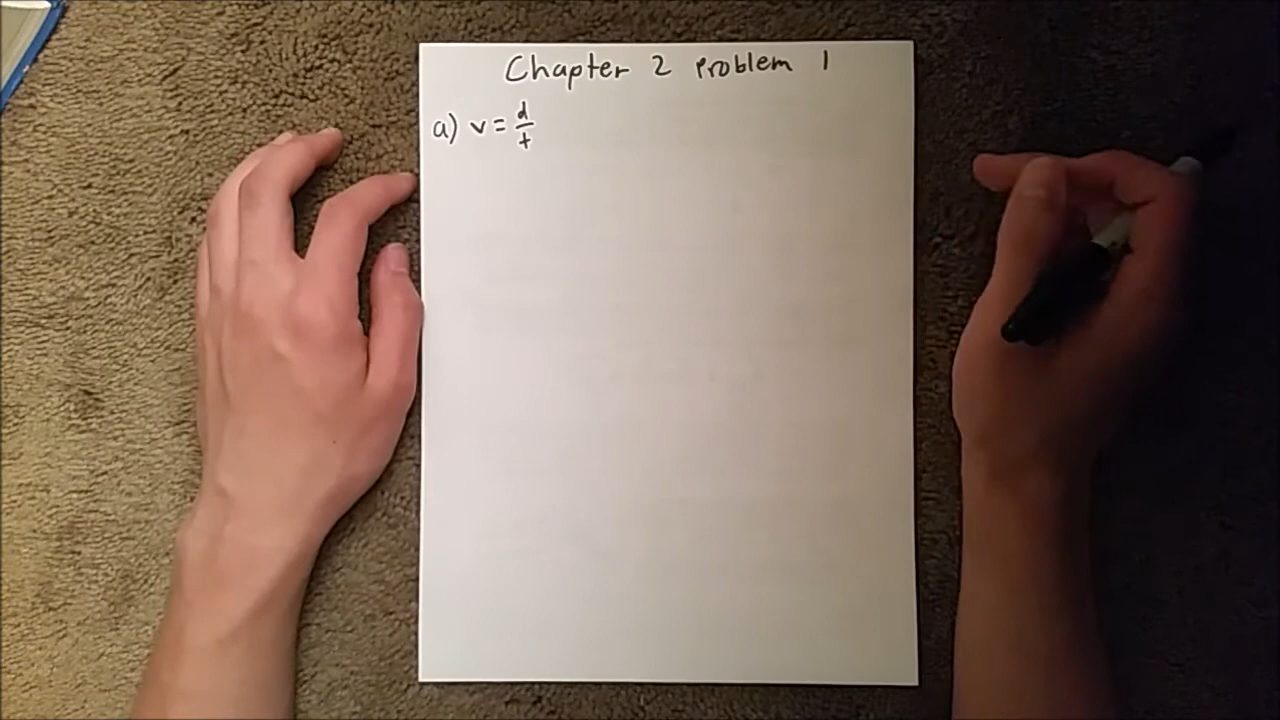 Chapter 2 Problem 1
a) v = d/t